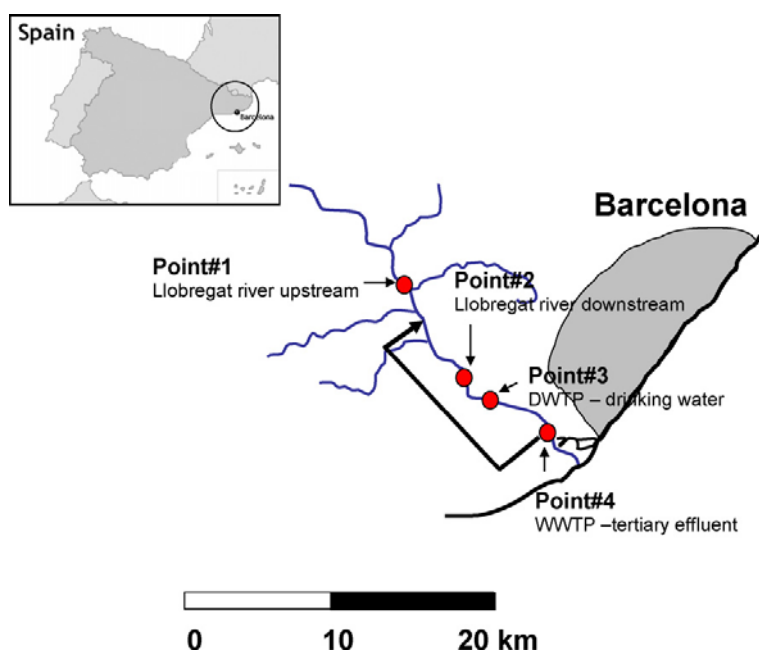 Spain
Barcelona
Barcelona
Point#1
Llobregat river upstream
Point#2
Llobregat river downstream
Point#3
DWTP – drinking water
Point#4
WWTP –tertiary effluent
0 10 20 km